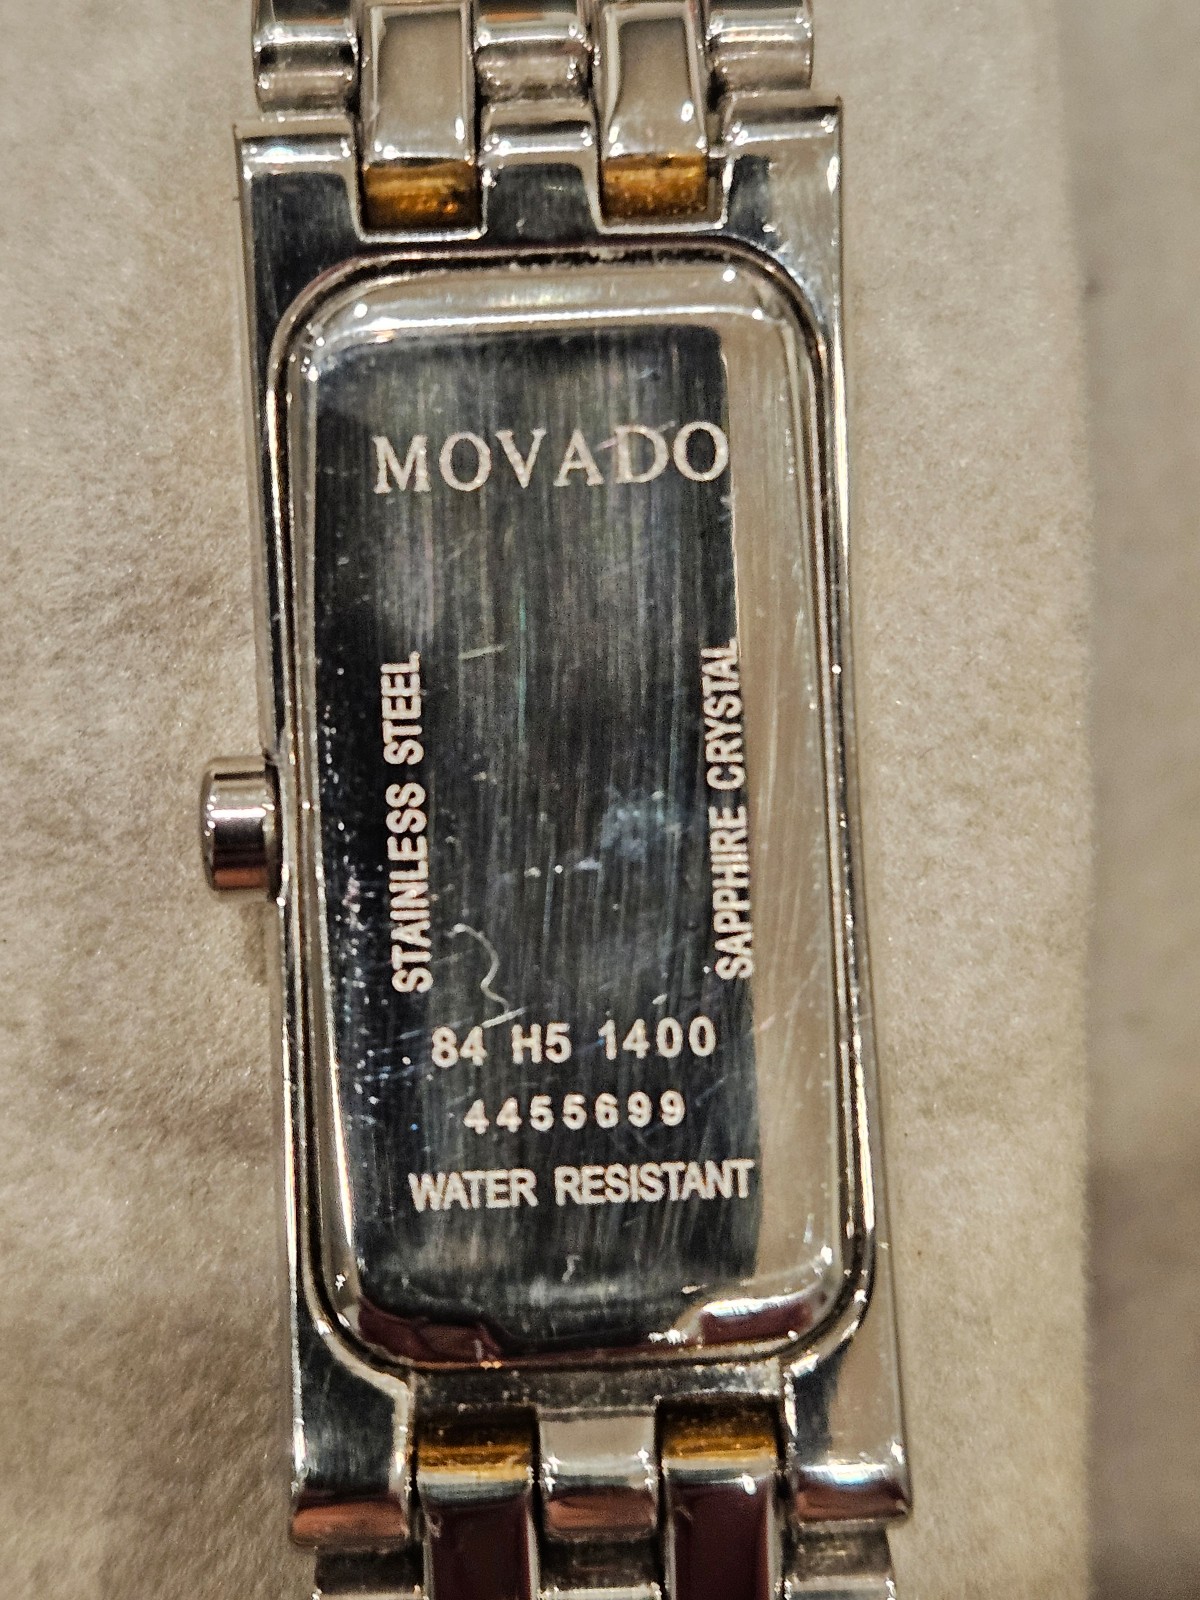 MOVADO
STAINLESS STEEL
SAPPHIRE CRYSTAL
84 H5 1400
4455699
WATER RESISTANT